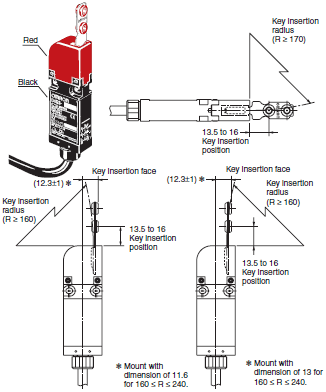 Key insertion
radius
(R ≥ 170)
Red
Black
13.5 to 16
Key insertion
position
(12.3±1) *
Key insertion face
Key insertion
radius
(R ≥ 160)
13.5 to 16
Key insertion
position
* Mount with
dimension of 11.6
for 160 ≤ R ≤ 240.
(12.3±1) *
Key insertion face
Key insertion
radius
(R ≥ 160)
13.5 to 16
Key insertion
position
* Mount with
dimension of 13 for
160 ≤ R ≤ 240.